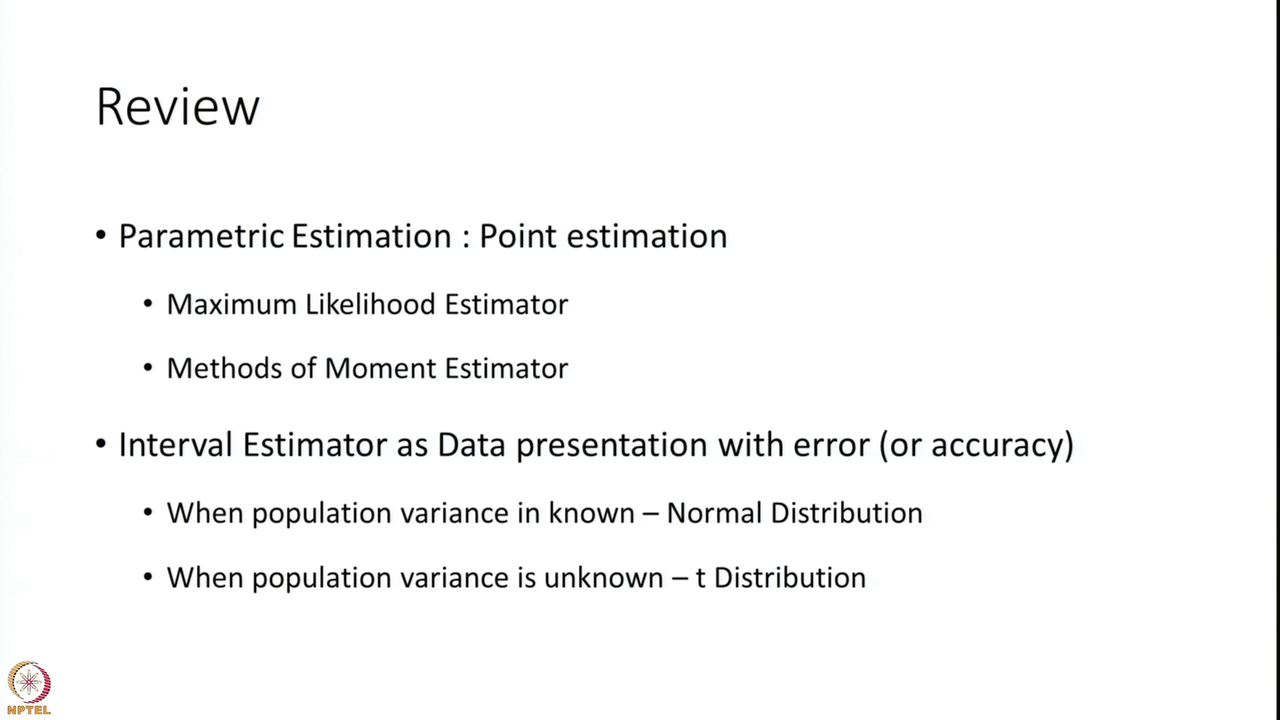 Review
• Parametric Estimation : Point estimation
• Maximum Likelihood Estimator
• Methods of Moment Estimator
• Interval Estimator as Data presentation with error (or accuracy)
• When population variance in known – Normal Distribution
• When population variance is unknown – t Distribution
NPTEL